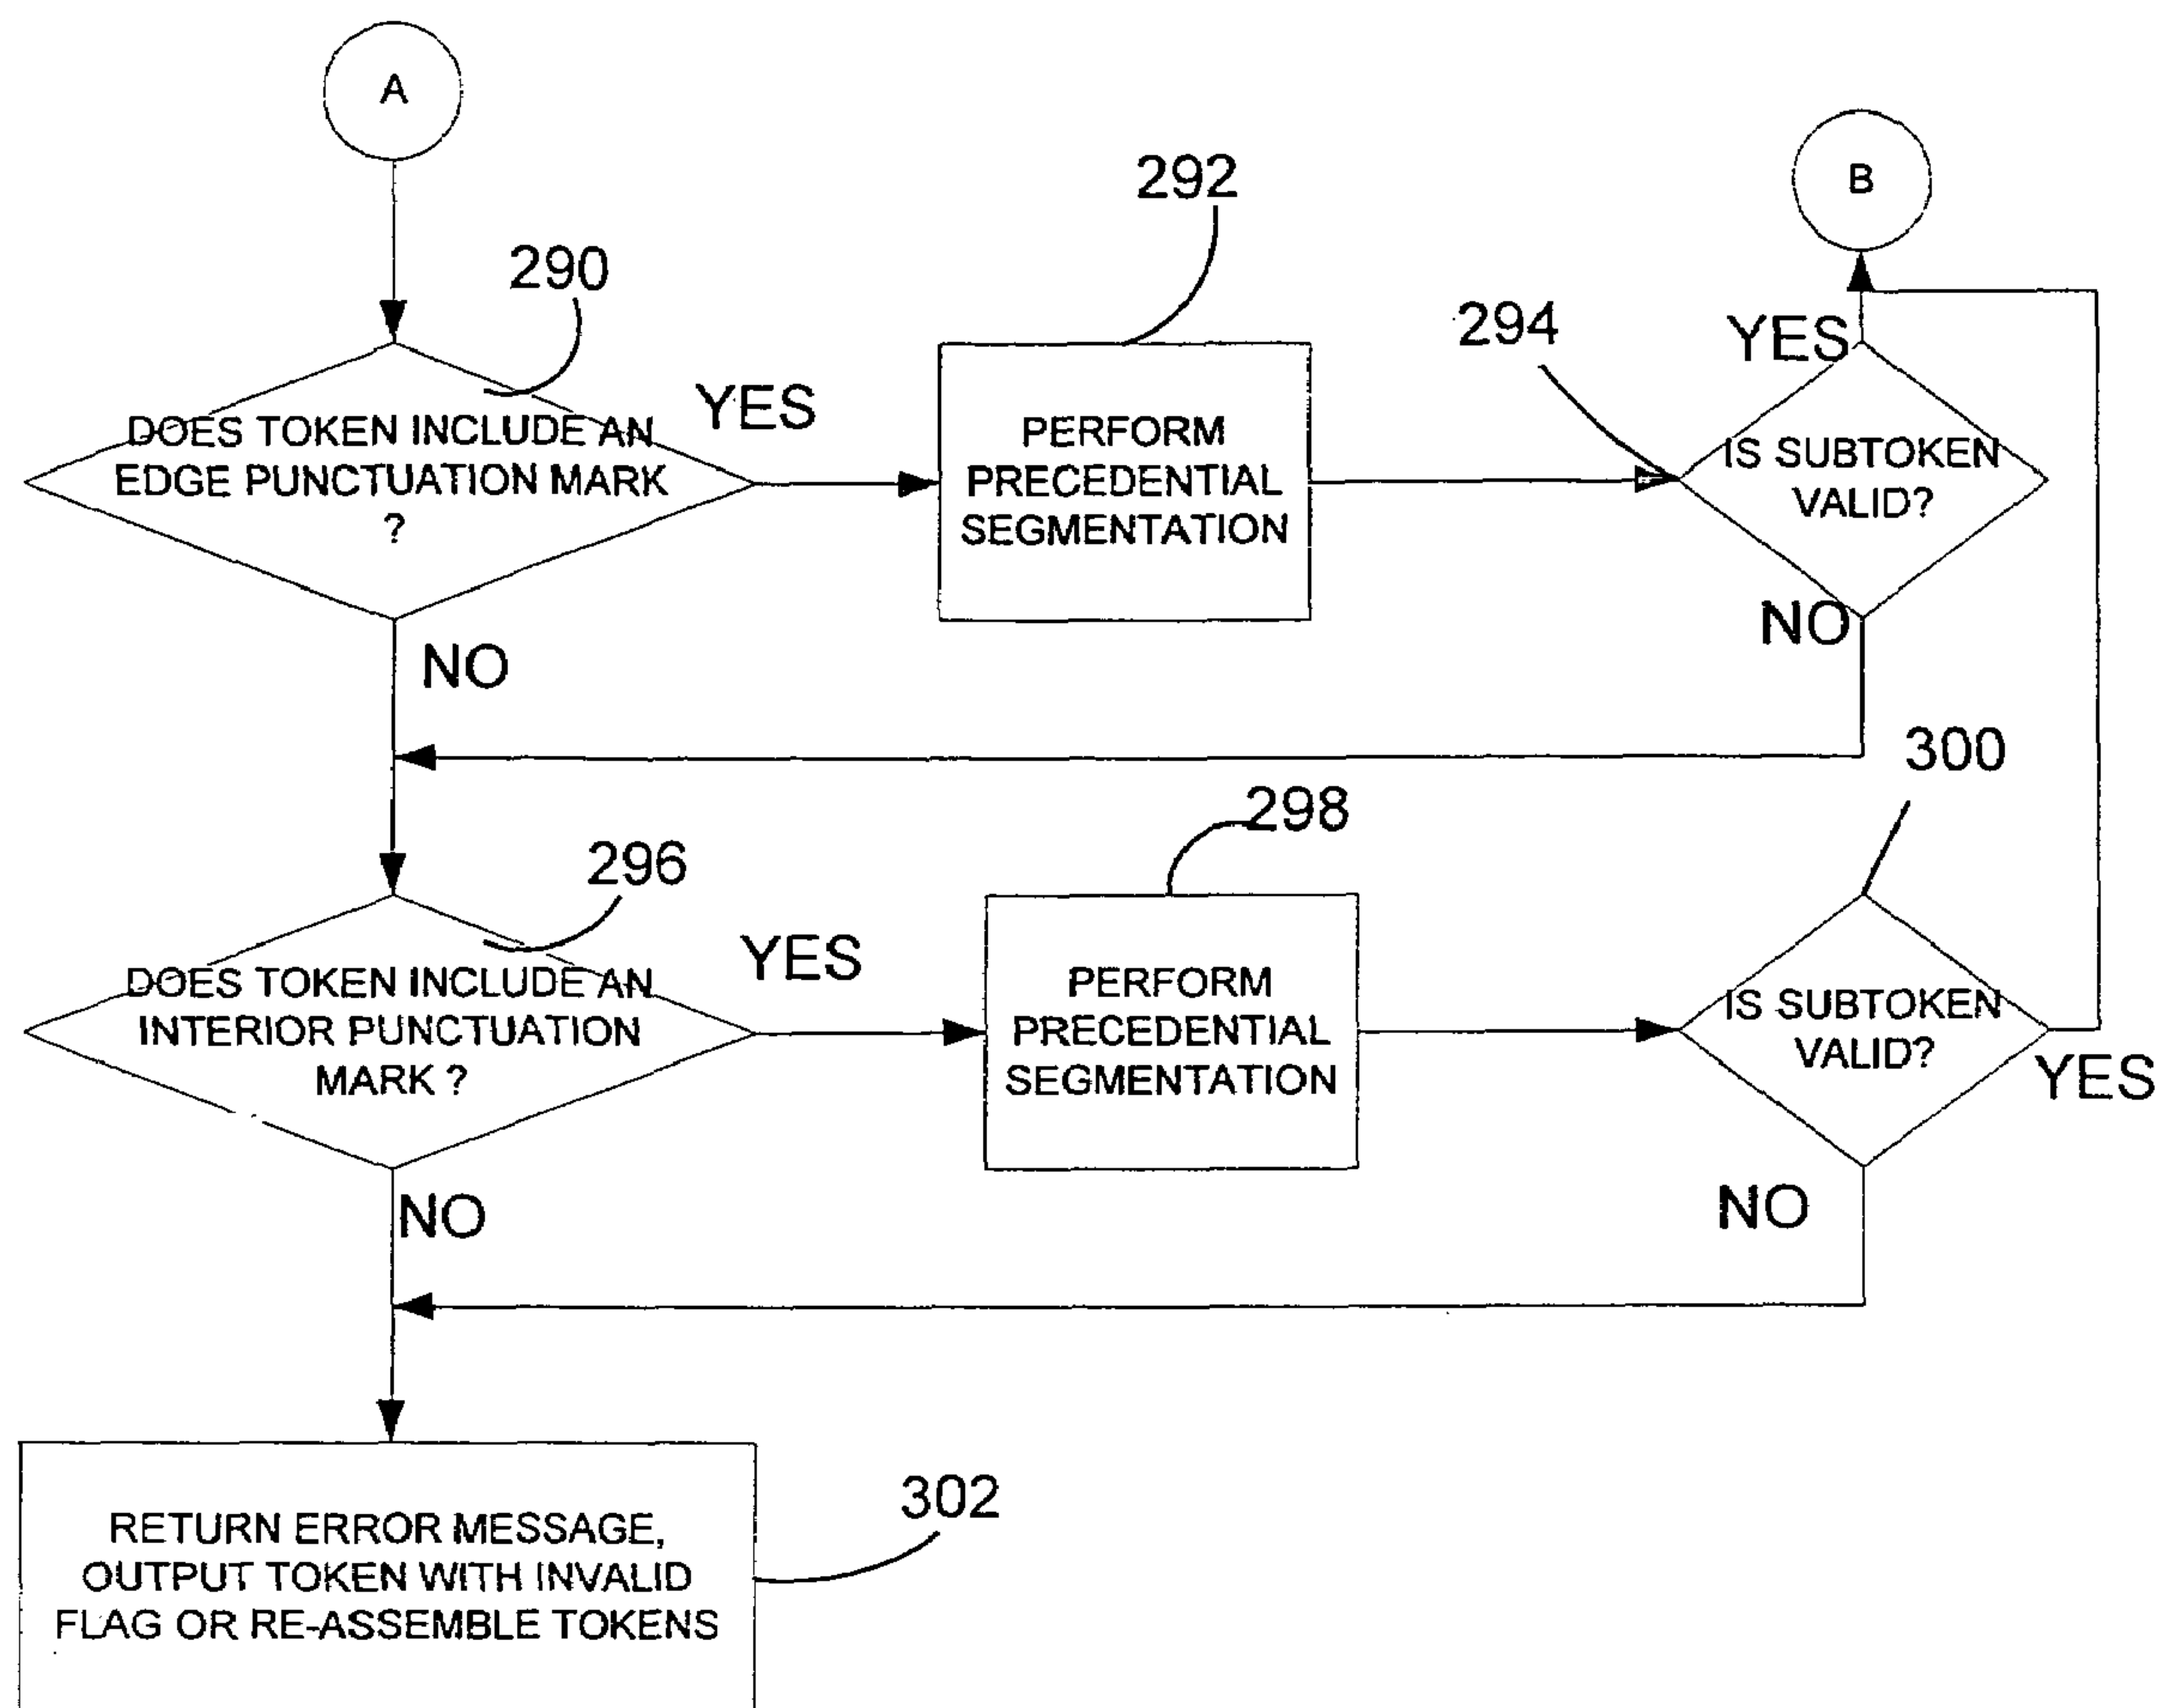 A
B
292
290
294
YES
YES
DOES TOKEN INCLUDE AN
EDGE PUNCTUATION MARK
?
PERFORM
PRECEDENTIAL
SEGMENTATION
IS SUBTOKEN
VALID?
NO
NO
300
298
296
YES
DOES TOKEN INCLUDE AN
INTERIOR PUNCTUATION
MARK ?
PERFORM
PRECEDENTIAL
SEGMENTATION
IS SUBTOKEN
VALID?
YES
NO
NO
302
RETURN ERROR MESSAGE,
OUTPUT TOKEN WITH INVALID
FLAG OR RE-ASSEMBLE TOKENS